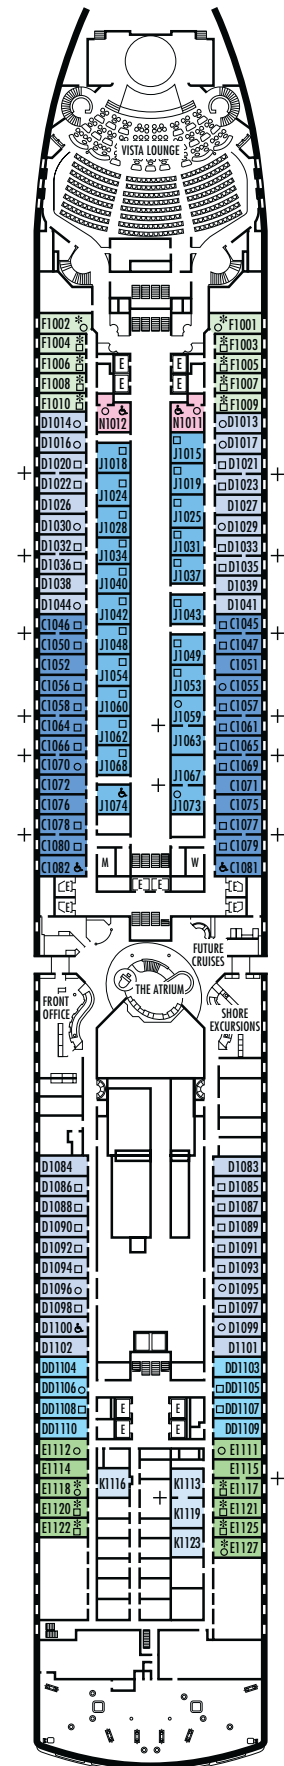 VISTA LOUNGE
F1002 F1001
F1004 F1003
E E
F1006 F1005
F1008 E E F1007
F1010 F1009
D1014 N1012 N1011 D1013
D1016 J1015 D1017
D1020 J1018 D1021
D1022 J1019 D1023
D1026 J1024 D1027
D1030 J1028 J1025 D1029
D1032 J1031 D1033
D1036 J1034 D1035
D1038 J1040 J1037 D1039
D1044 J1042 J1043 D1041
C1046 C1045
C1050 J1048 J1049 C1047
C1052 J1054 C1051
C1056 J1053 C1055
C1058 J1060 J1059 C1057
C1064 J1062 J1063 C1061
C1066 J1068 C1065
C1070 J1067 C1069
C1072 C1071
C1076 J1074 J1073 C1075
C1078 C1077
C1080 C1079
C1082 M W C1081
E E E E
E E
FUTURE
CRUISES
THE ATRIUM
FRONT
OFFICE
SHORE
EXCURSIONS
D1084 D1083
D1086 D1085
D1088 D1087
D1090 D1089
D1092 D1091
D1094 D1093
D1096 D1095
D1098 D1097
D1100 D1099
D1102 D1101
DD1104 DD1103
DD1106 DD1105
DD1108 E E DD1107
DD1110 E E DD1109
E1112 E1111
E1114 E1115
E1118 K1116 K1113 E1117
E1120 K1119 E1121
E1122 E1125
K1123 E1127